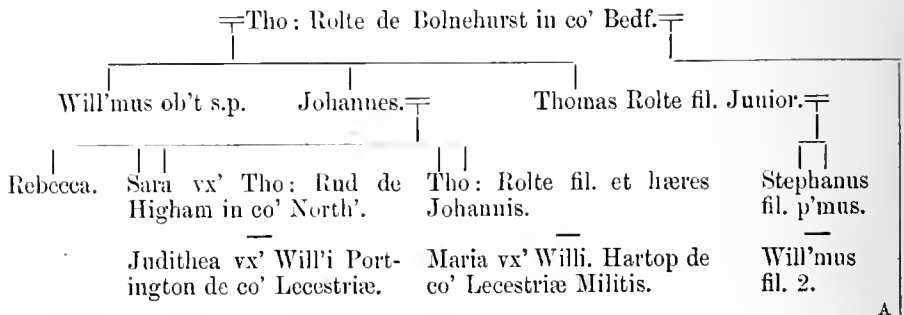 Tho: Rolte de Bolnehurst in co' Bedf.
Will'mus ob't s.p.
Johannes.
Thomas Rolte fil. Junior.
Rebecca.
Sara vx' Tho: Rud de
Higham in co' North'.
Judithea vx' Will'i Port-
ington de co' Lecestriæ.
Tho: Rolte fil. et hæres
Johannis.
Maria vx' Willi. Hartop de
co' Lecestriæ Militis.
Stephanus
fil. p'mus.
Will'mus
fil. 2.
A